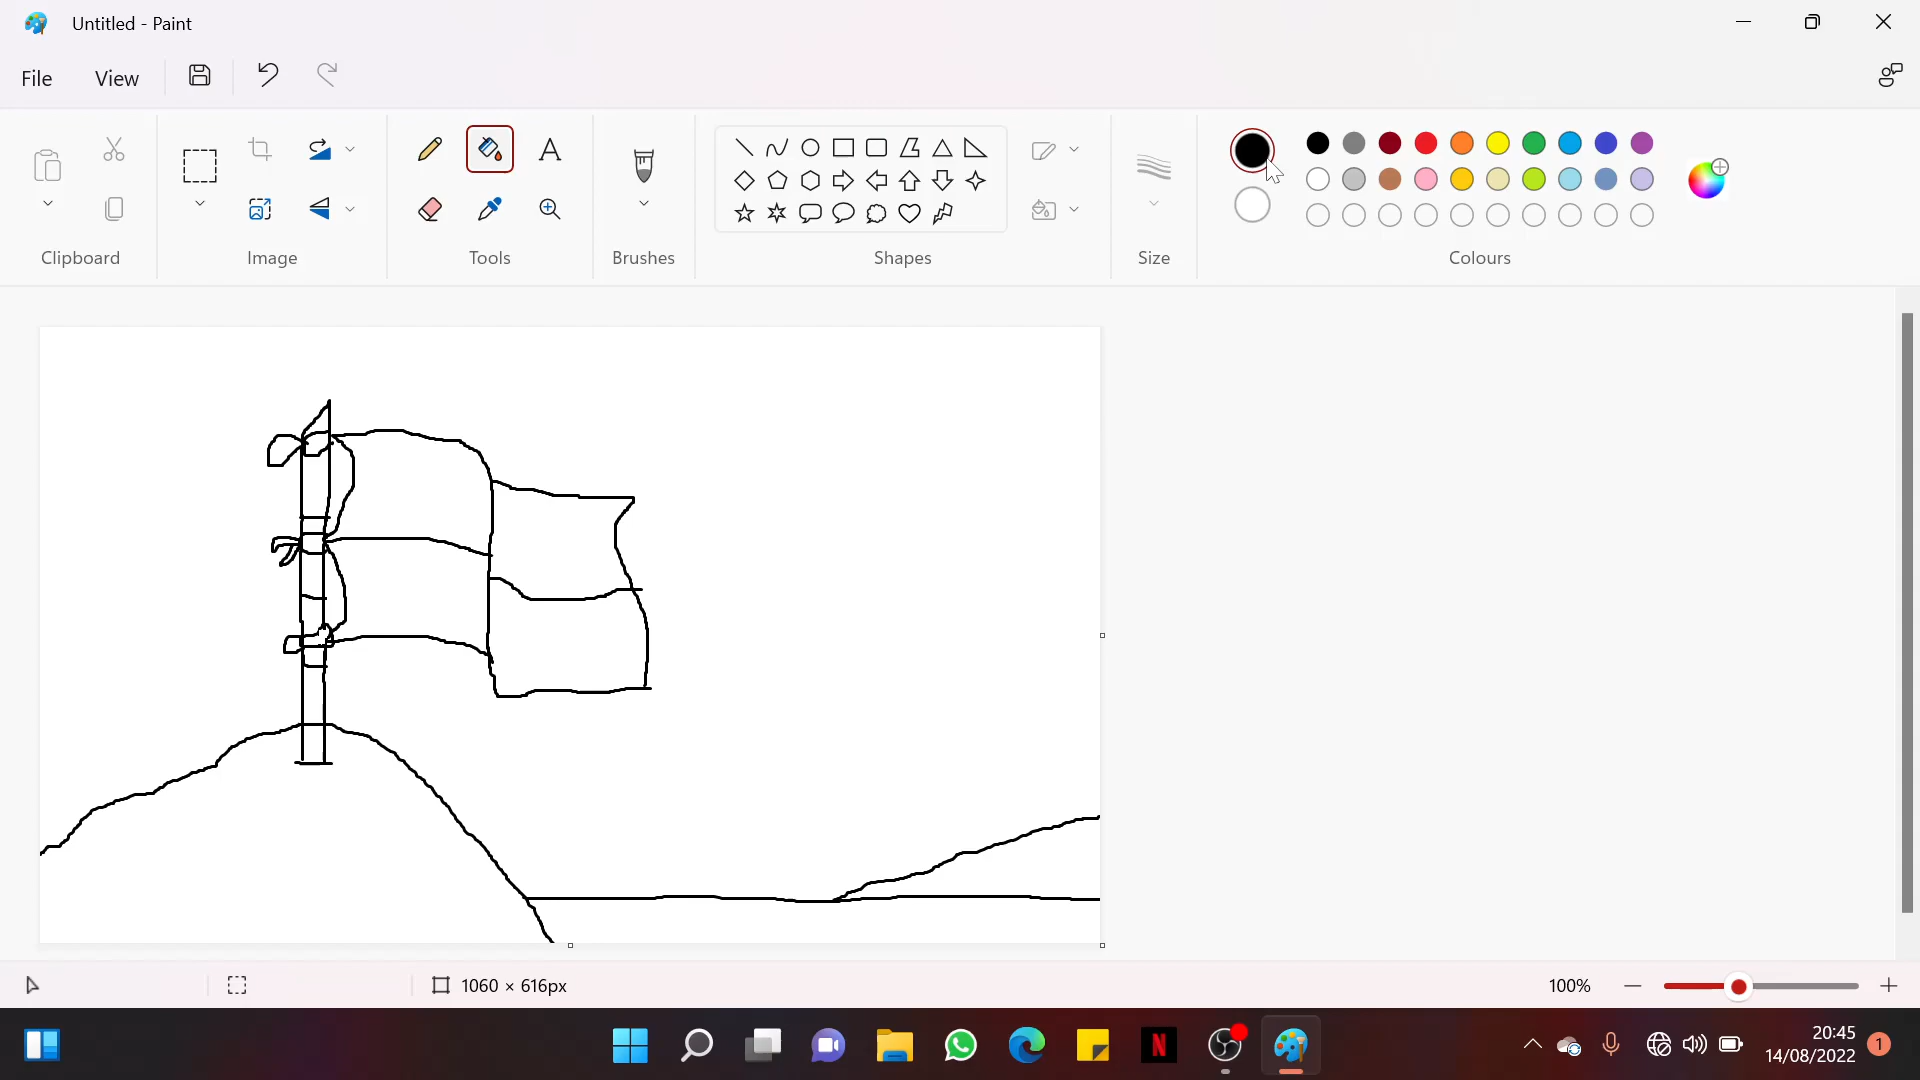 Untitled - Paint
File
View
Clipboard
Image
Tools
Brushes
Shapes
Size
Colours
1060 × 616px
100%
N
20:45
14/08/2022
1